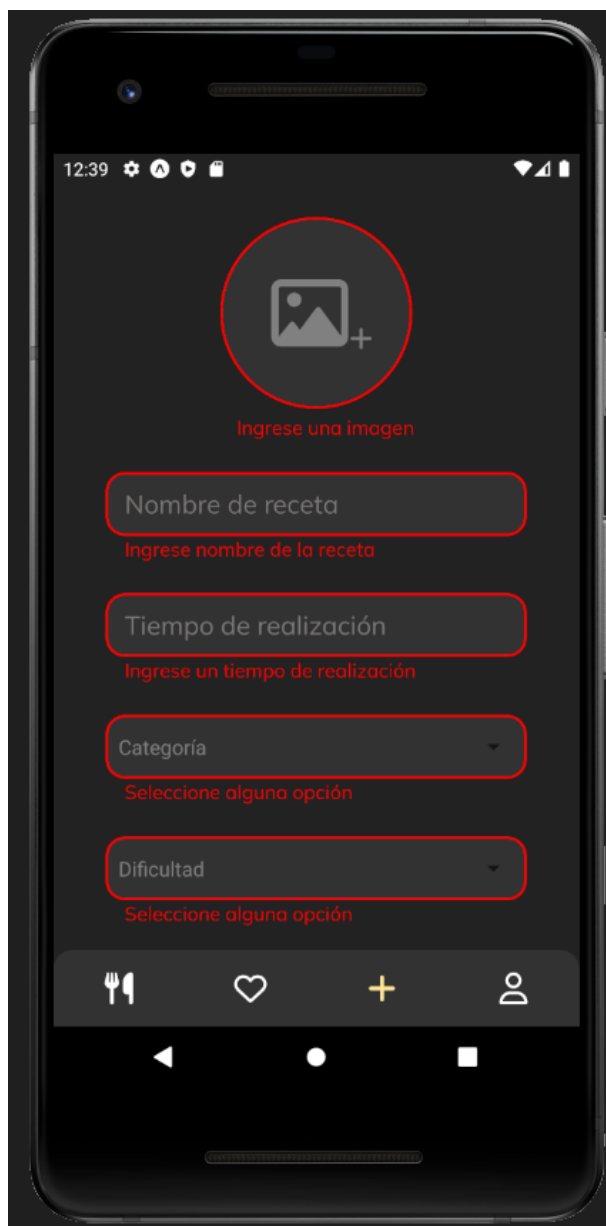 12:39
Ingrese una imagen
Nombre de receta
Ingrese nombre de la receta
Tiempo de realización
Ingrese un tiempo de realización
Categoría
Seleccione alguna opción
Dificultad
Seleccione alguna opción